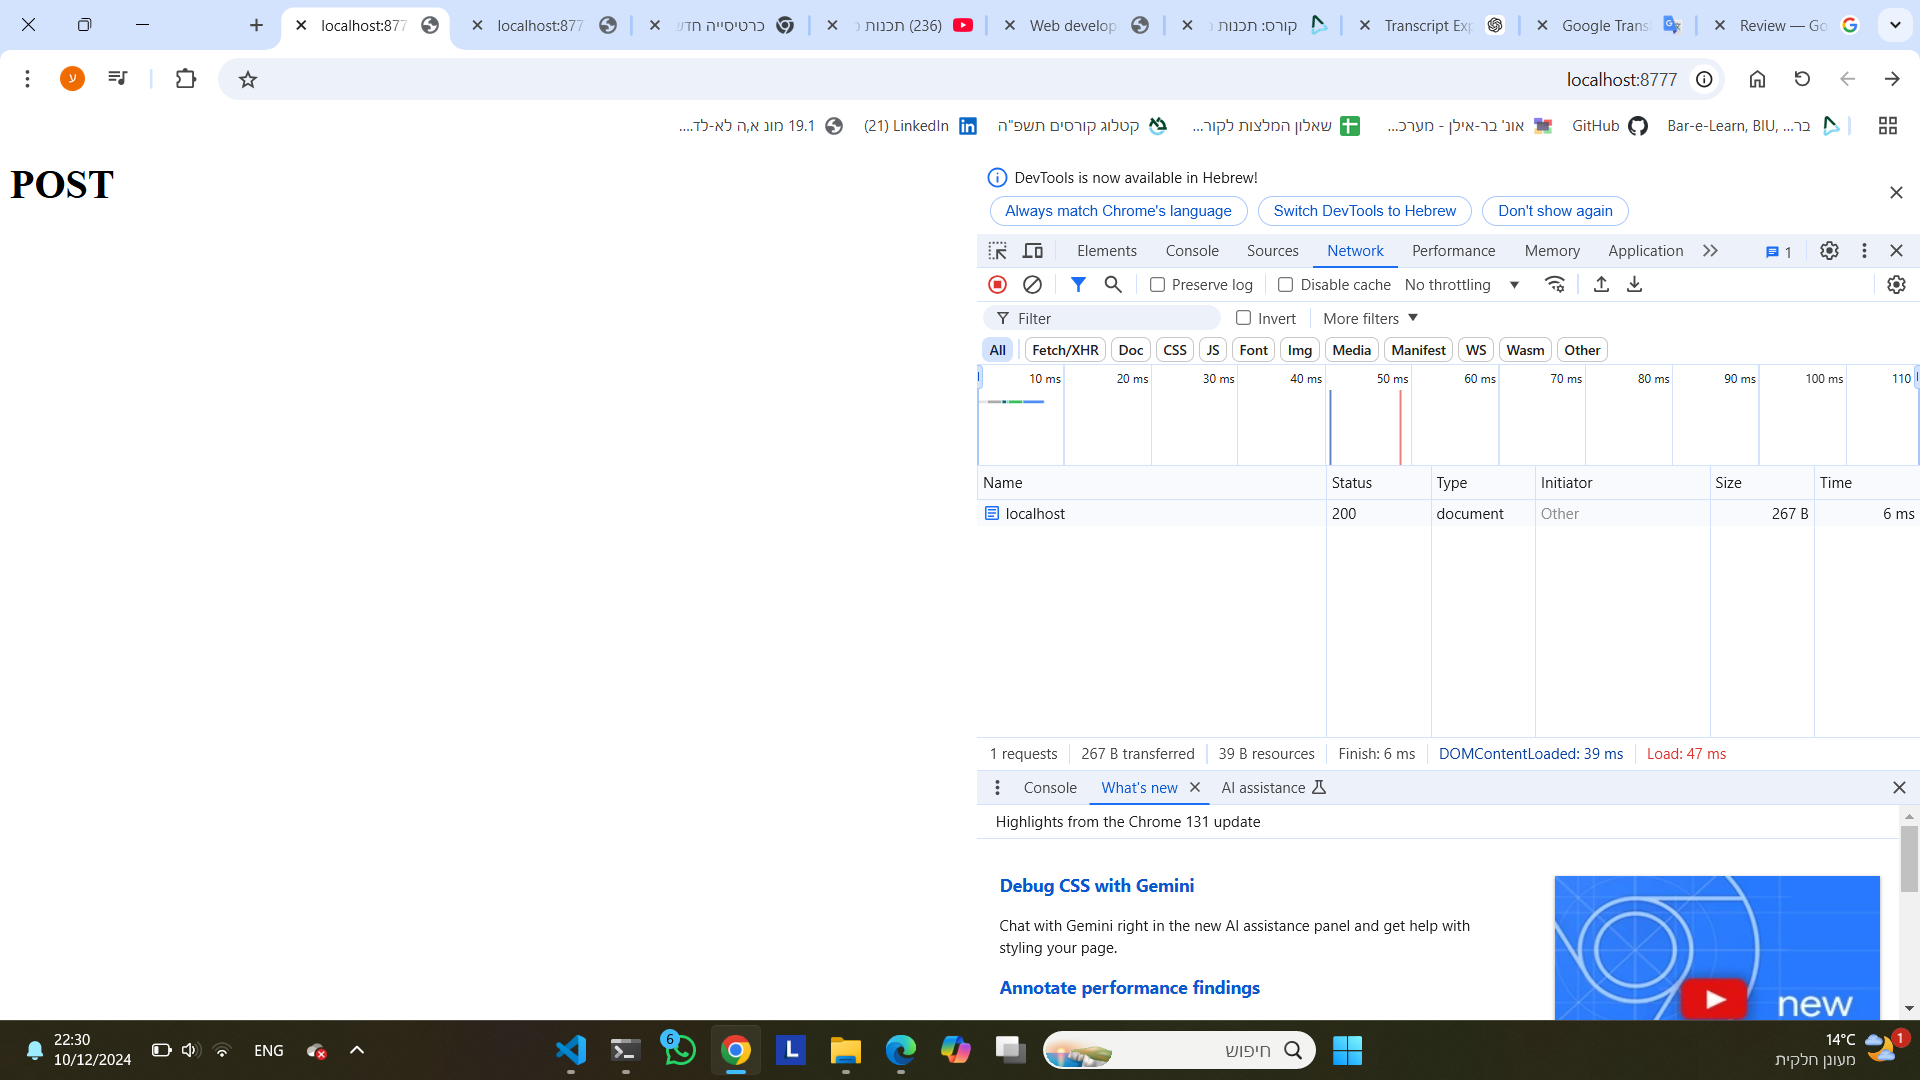 localhost:877
localhost:877
כרטיסייה חדש
(236) תכנות
Web develop
קורס: תכנות
Transcript Exp
Google Trans
Review — Go
ע
localhost:8777
19.1 מונ א,ה לא-לד....
(21) LinkedIn
קטלוג קורסים תשפ"ה
שאלון המלצות לקור...
אונ' בר-אילן - מערכ...
GitHub
Bar-e-Learn, BIU, ...בר
POST
DevTools is now available in Hebrew!
Always match Chrome's language
Switch DevTools to Hebrew
Don't show again
Elements
Console
Sources
Network
Performance
Memory
Application
1
Preserve log
Disable cache
No throttling
Filter
Invert
More filters
All
Fetch/XHR
Doc
CSS
JS
Font
Img
Media
Manifest
WS
Wasm
Other
10 ms
20 ms
30 ms
40 ms
50 ms
60 ms
70 ms
80 ms
90 ms
100 ms
110
Name
Status
Type
Initiator
Size
Time
localhost
200
document
Other
267 B
6 ms
1 requests
267 B transferred
39 B resources
Finish: 6 ms
DOMContentLoaded: 39 ms
Load: 47 ms
Console
What's new
AI assistance
Highlights from the Chrome 131 update
Debug CSS with Gemini
Chat with Gemini right in the new AI assistance panel and get help with
styling your page.
Annotate performance findings
new
22:30
10/12/2024
ENG
6
L
חיפוש
14°C
מעונן חלקית
1